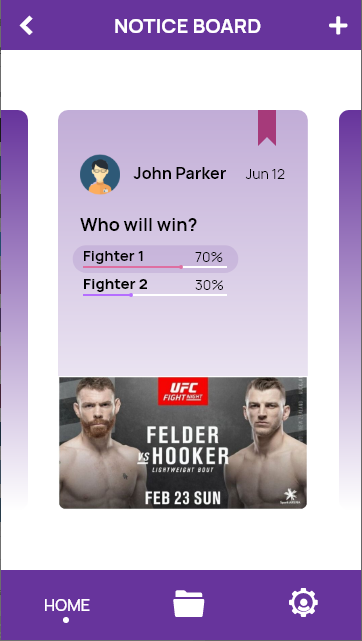 NOTICE BOARD
John Parker
Jun 12
Who will win?
Fighter 1 70%
Fighter 2 30%
UFC
FIGHT NIGHT
FELDER
VS HOOKER
LIGHTWEIGHT BOUT
FEB 23 SUN
HOME